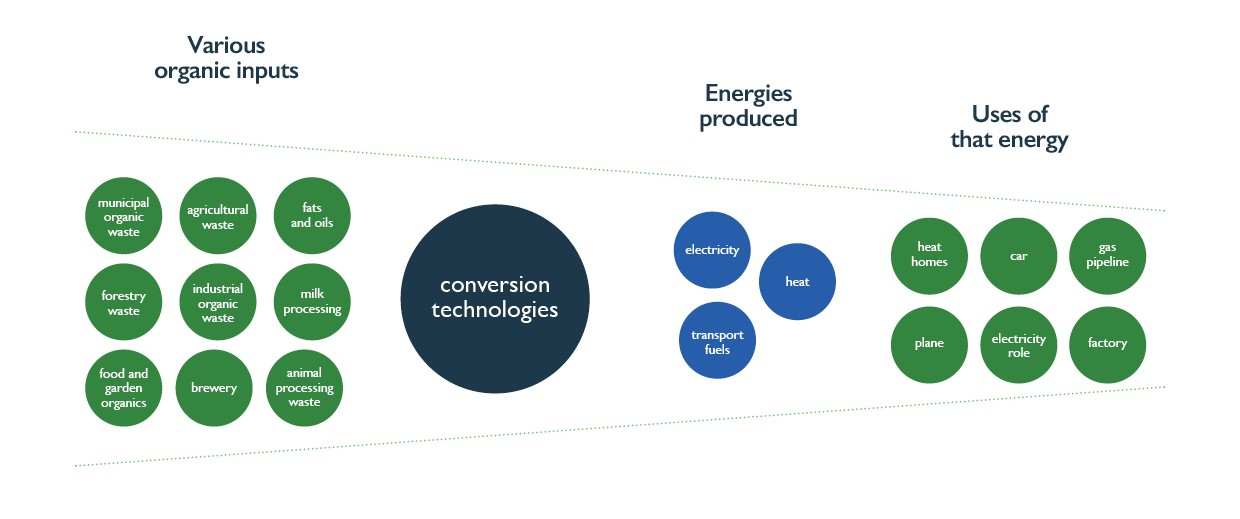 Various
organic inputs
Energies
produced
Uses of
that energy
municipal
organic
waste
agricultural
waste
fats
and oils
forestry
waste
industrial
organic
waste
milk
processing
food and
garden
organics
brewery
animal
processing
waste
conversion
technologies
electricity
heat
transport
fuels
heat
homes
car
gas
pipeline
plane
electricity
role
factory